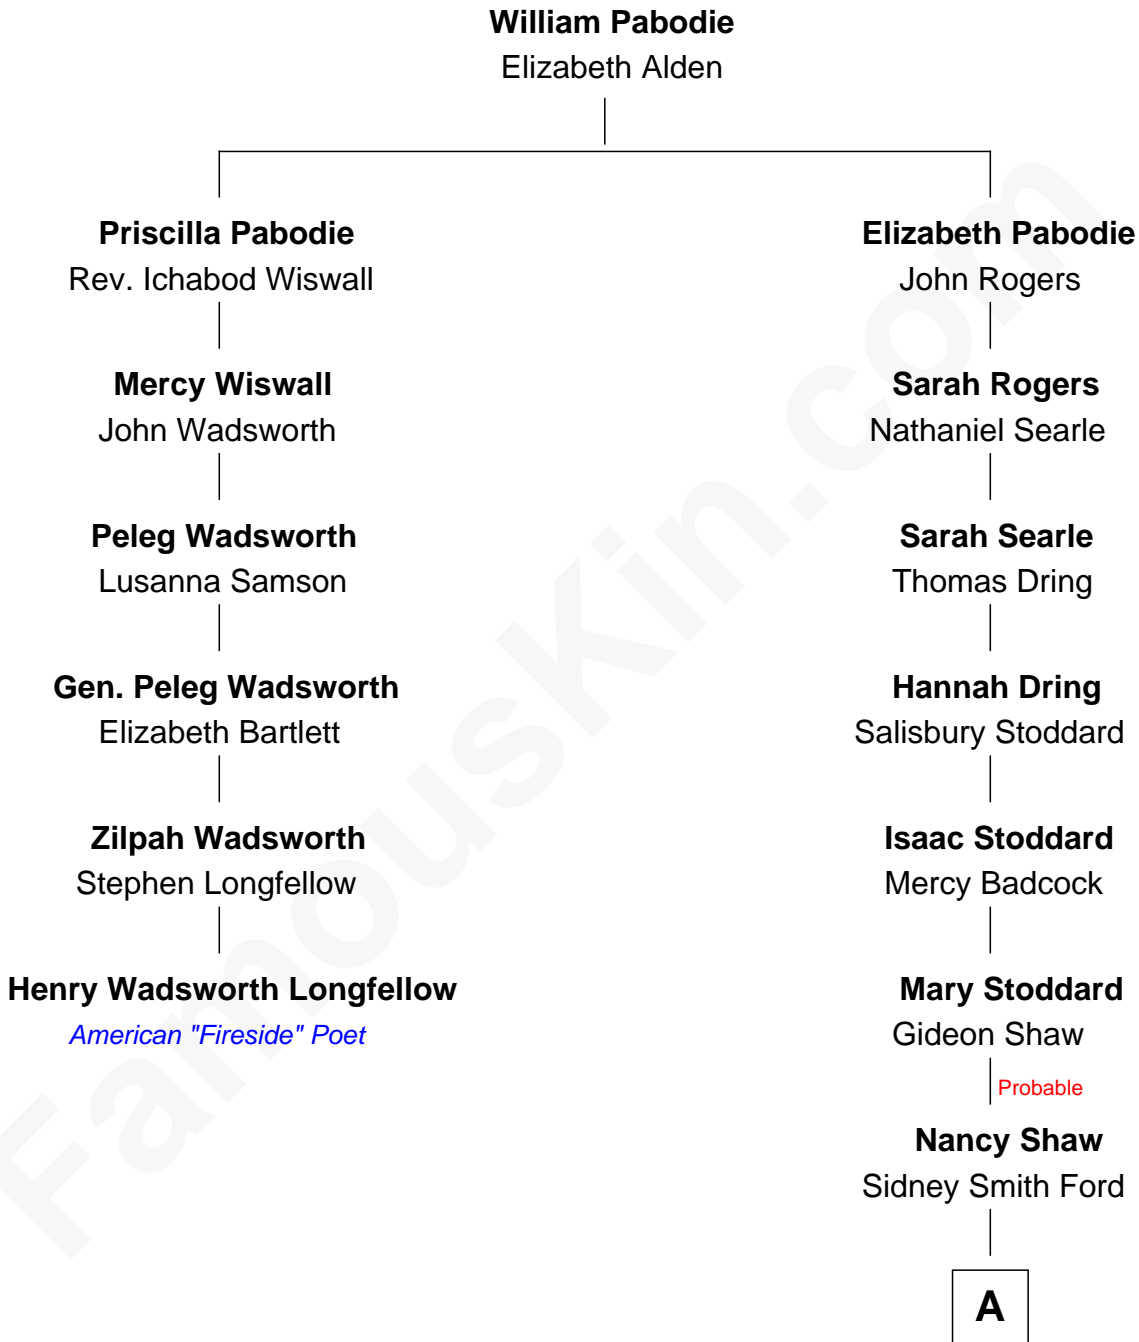 William Pabodie
Elizabeth Alden
Priscilla Pabodie
Rev. Ichabod Wiswall
Mercy Wiswall
John Wadsworth
Peleg Wadsworth
Lusanna Samson
Gen. Peleg Wadsworth
Elizabeth Bartlett
Zilpah Wadsworth
Stephen Longfellow
Henry Wadsworth Longfellow
American "Fireside" Poet
Elizabeth Pabodie
John Rogers
Sarah Rogers
Nathaniel Searle
Sarah Searle
Thomas Dring
Hannah Dring
Salisbury Stoddard
Isaac Stoddard
Mercy Badcock
Mary Stoddard
Gideon Shaw
Probable
Nancy Shaw
Sidney Smith Ford
A
FamousKin.com